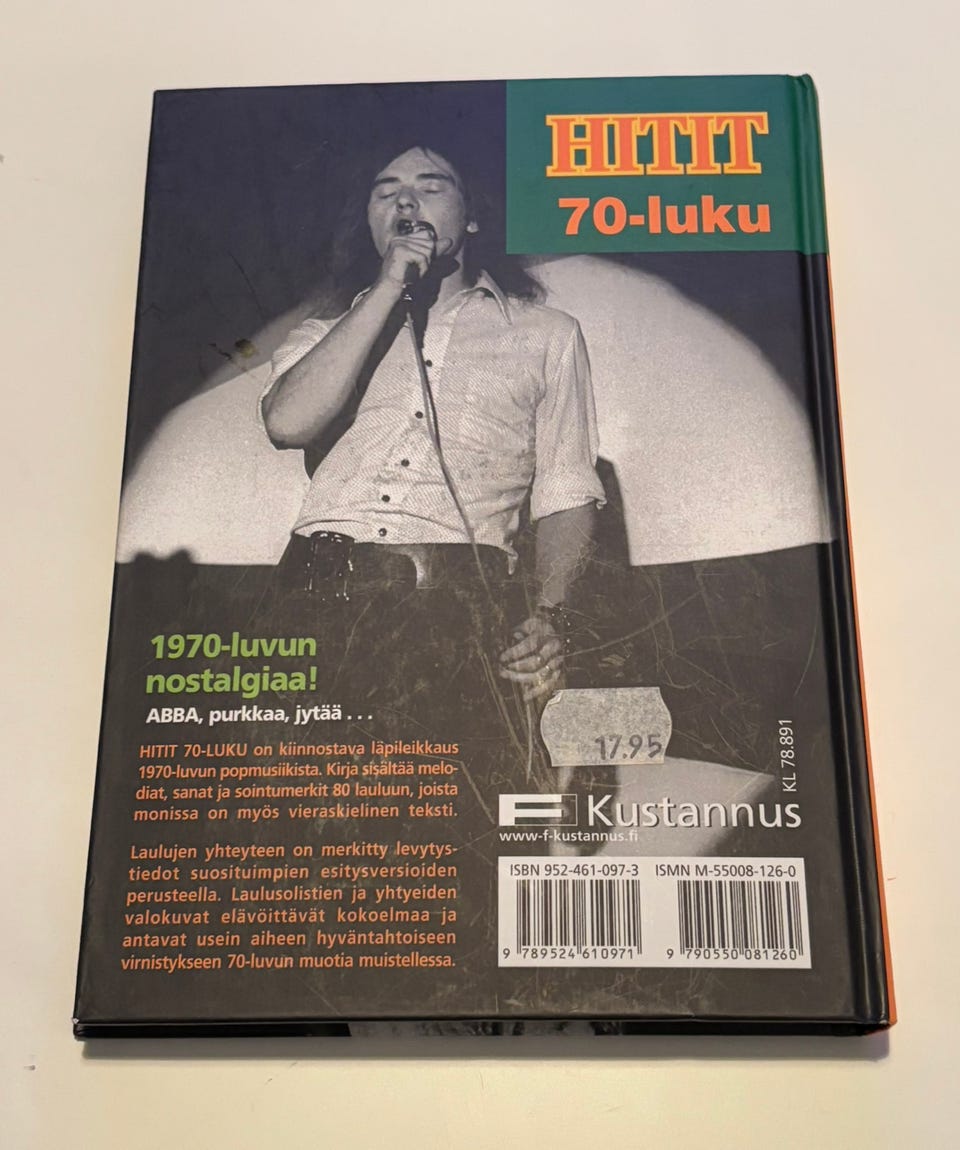 HITIT
70-luku
1970-luvun
nostalgiaa!
ABBA, purkkaa, jytää . . .
HITIT 70-LUKU on kiinnostava läpileikkaus
1970-luvun popmusiikista. Kirja sisältää melo-
diat, sanat ja sointumerkit 80 lauluun, joista
monissa on myös vieraskielinen teksti.
Laulujen yhteyteen on merkitty levytys-
tiedot suosituimpien esitysversioiden
perusteella. Laulusolistien ja yhtyeiden
valokuvat elävöittävät kokoelmaa ja
antavat usein aiheen hyväntahtoiseen
virnistykseen 70-luvun muotia muistellessa.
17.95
KL 78.891
F Kustannus
www-f-kustannus.fi
ISBN 952-461-097-3
9 789524 610971
ISMN M-55008-126-0
9 790550 081260